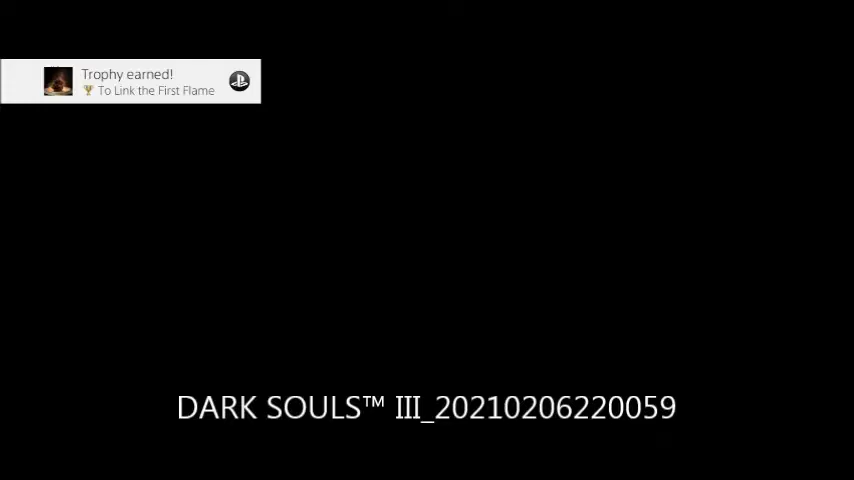 Trophy earned!
To Link the First Flame
DARK SOULS™ III_20210206220059